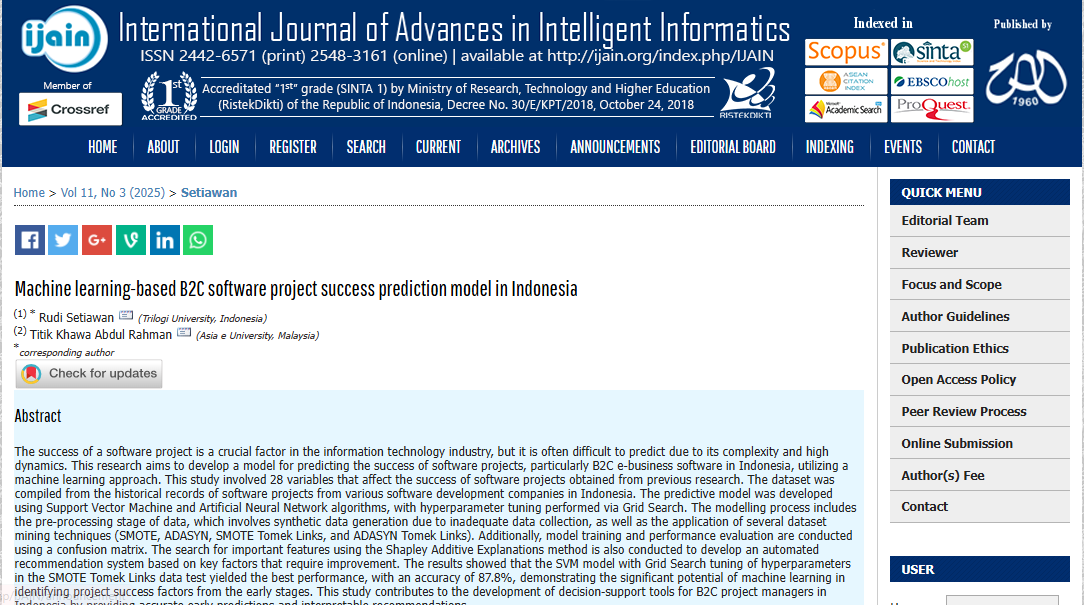 ijain
International Journal of Advances in Intelligent Informatics
ISSN 2442-6571 (print) 2548-3161 (online) | available at http://ijain.org/index.php/IJAIN
Member of
Crossref
1st
GRADE
ACCREDITED
Accredited "1st" grade (SINTA 1) by Ministry of Research, Technology and Higher Education
(RistekDikti) of the Republic of Indonesia, Decree No. 30/E/KPT/2018, October 24, 2018
RISTEKDIKTI
Indexed in
Scopus
sinta
ASEAN
CITATION
INDEX
EBSCOhost
Academic Search
ProQuest
Published by
1960
HOME ABOUT LOGIN REGISTER SEARCH CURRENT ARCHIVES ANNOUNCEMENTS EDITORIAL BOARD INDEXING EVENTS CONTACT
Home > Vol 11, No 3 (2025) > Setiawan
Machine learning-based B2C software project success prediction model in Indonesia
(1) * Rudi Setiawan (Trilogi University, Indonesia)
(2) Titik Khawa Abdul Rahman (Asia e University, Malaysia)
*corresponding author
Check for updates
Abstract
The success of a software project is a crucial factor in the information technology industry, but it is often difficult to predict due to its complexity and high
dynamics. This research aims to develop a model for predicting the success of software projects, particularly B2C e-business software in Indonesia, utilizing a
machine learning approach. This study involved 28 variables that affect the success of software projects obtained from previous research. The dataset was
compiled from the historical records of software projects from various software development companies in Indonesia. The predictive model was developed
using Support Vector Machine and Artificial Neural Network algorithms, with hyperparameter tuning performed via Grid Search. The modelling process includes
the pre-processing stage of data, which involves synthetic data generation due to inadequate data collection, as well as the application of several dataset
mining techniques (SMOTE, ADASYN, SMOTE Tomek Links, and ADASYN Tomek Links). Additionally, model training and performance evaluation are conducted
using a confusion matrix. The search for important features using the Shapley Additive Explanations method is also conducted to develop an automated
recommendation system based on key factors that require improvement. The results showed that the SVM model with Grid Search tuning of hyperparameters
in the SMOTE Tomek Links data test yielded the best performance, with an accuracy of 87.8%, demonstrating the significant potential of machine learning in
identifying project success factors from the early stages. This study contributes to the development of decision-support tools for B2C project managers in
Indonesia by providing accurate early predictions and interpretable recommendations.
QUICK MENU
Editorial Team
Reviewer
Focus and Scope
Author Guidelines
Publication Ethics
Open Access Policy
Peer Review Process
Online Submission
Author(s) Fee
Contact
USER